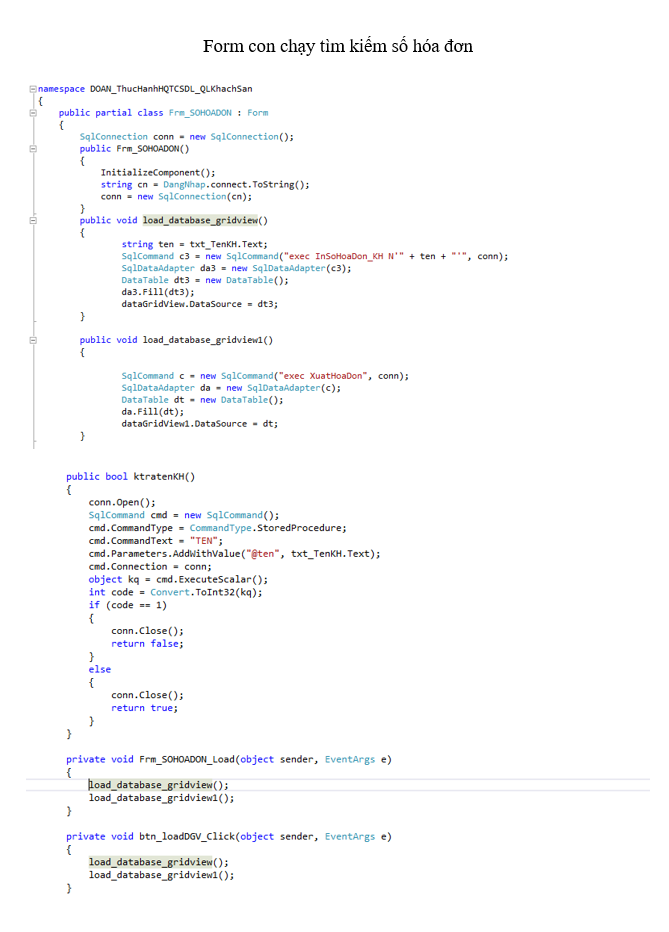 Form con chạy tìm kiếm số hóa đơn
namespace DOAN_ThucHanhHQTCSDL_QLKhachSan
{
public partial class Frm_SOHOADON : Form
{
SqlConnection conn = new SqlConnection();
public Frm_SOHOADON()
{
InitializeComponent();
string cn = DangNhap.connect.ToString();
conn = new SqlConnection(cn);
}
public void load_database_gridview()
{
string ten = txt_TenKH.Text;
SqlCommand c3 = new SqlCommand("exec InSoHoaDon_KH N'" + ten + "'", conn);
SqlDataAdapter da3 = new SqlDataAdapter(c3);
DataTable dt3 = new DataTable();
da3.Fill(dt3);
dataGridView.DataSource = dt3;
}
public void load_database_gridview1()
{
SqlCommand c = new SqlCommand("exec XuatHoaDon", conn);
SqlDataAdapter da = new SqlDataAdapter(c);
DataTable dt = new DataTable();
da.Fill(dt);
dataGridView1.DataSource = dt;
}
public bool ktratenKH()
{
conn.Open();
SqlCommand cmd = new SqlCommand();
cmd.CommandType = CommandType.StoredProcedure;
cmd.CommandText = "TEN";
cmd.Parameters.AddWithValue("@ten", txt_TenKH.Text);
cmd.Connection = conn;
object kq = cmd.ExecuteScalar();
int code = Convert.ToInt32(kq);
if (code == 1)
{
conn.Close();
return false;
}
else
{
conn.Close();
return true;
}
}
private void Frm_SOHOADON_Load(object sender, EventArgs e)
{
load_database_gridview();
load_database_gridview1();
}
private void btn_loadDGV_Click(object sender, EventArgs e)
{
load_database_gridview();
load_database_gridview1();
}